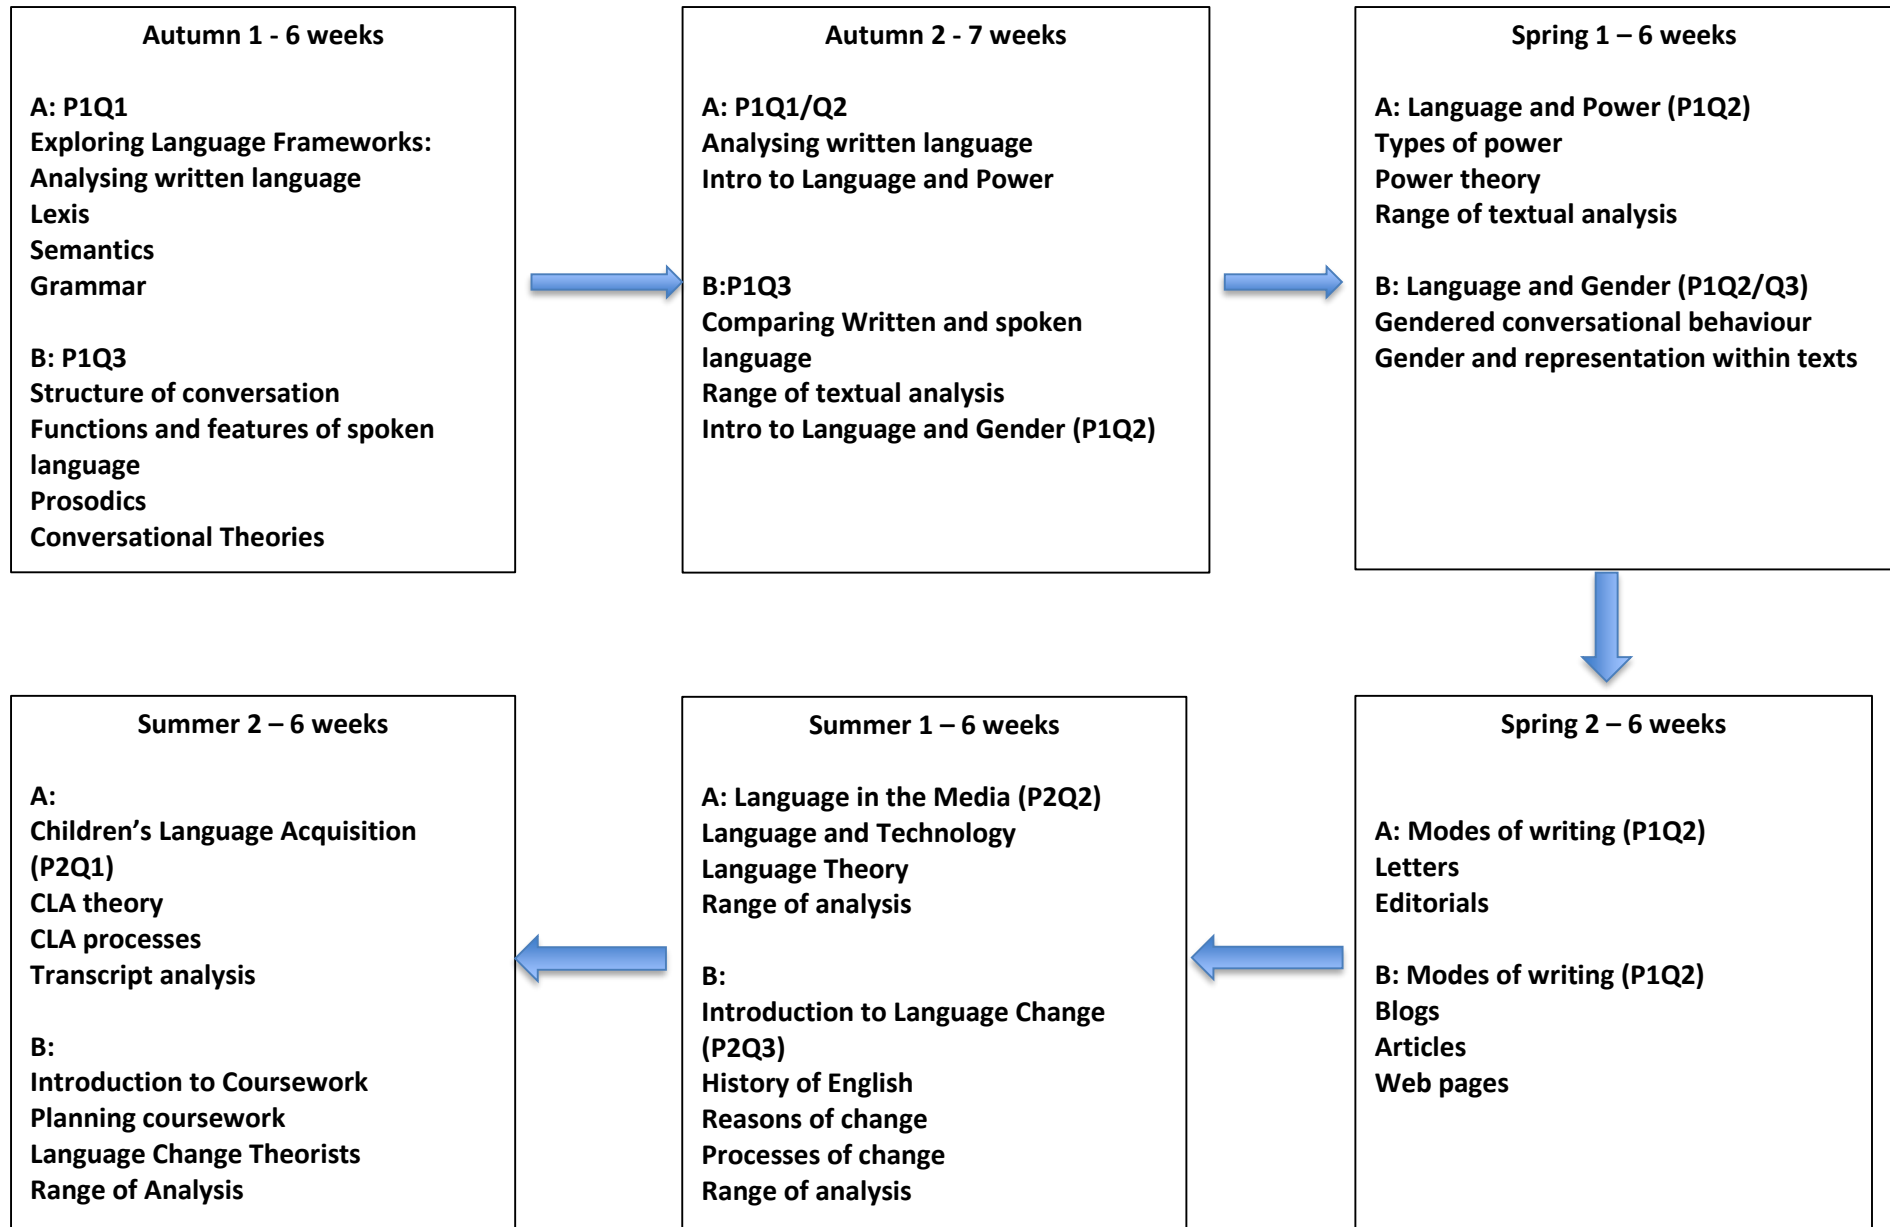 Autumn 1 - 6 weeks
A: P1Q1
Exploring Language Frameworks:
Analysing written language
Lexis
Semantics
Grammar
B: P1Q3
Structure of conversation
Functions and features of spoken
language
Prosodics
Conversational Theories
Autumn 2 - 7 weeks
A: P1Q1/Q2
Analysing written language
Intro to Language and Power
B:P1Q3
Comparing Written and spoken
language
Range of textual analysis
Intro to Language and Gender (P1Q2)
Spring 1 – 6 weeks
A: Language and Power (P1Q2)
Types of power
Power theory
Range of textual analysis
B: Language and Gender (P1Q2/Q3)
Gendered conversational behaviour
Gender and representation within texts
Spring 2 – 6 weeks
A: Modes of writing (P1Q2)
Letters
Editorials
B: Modes of writing (P1Q2)
Blogs
Articles
Web pages
Summer 1 – 6 weeks
A: Language in the Media (P2Q2)
Language and Technology
Language Theory
Range of analysis
B:
Introduction to Language Change
(P2Q3)
History of English
Reasons of change
Processes of change
Range of analysis
Summer 2 – 6 weeks
A:
Children’s Language Acquisition
(P2Q1)
CLA theory
CLA processes
Transcript analysis
B:
Introduction to Coursework
Planning coursework
Language Change Theorists
Range of Analysis